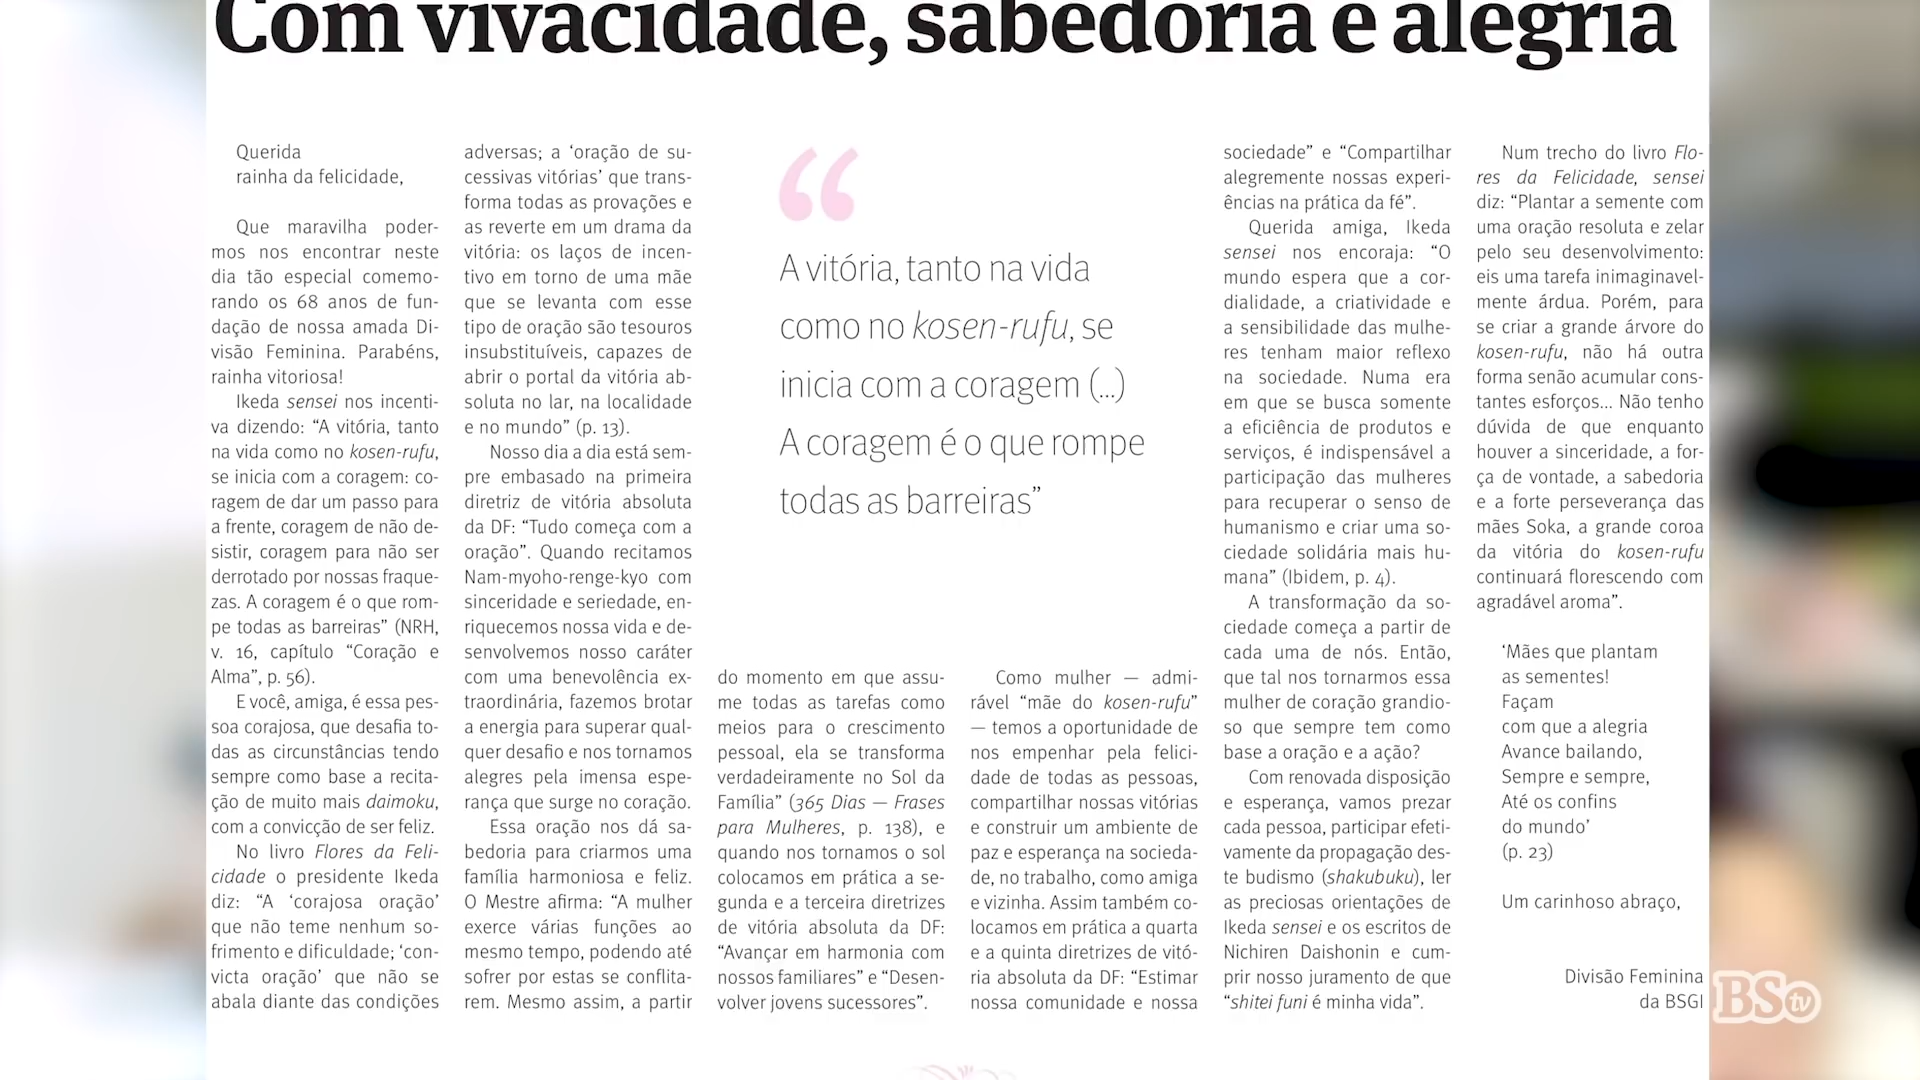 Com vivacidade, sabedoria e alegria
Querida
rainha da felicidade,
Que maravilha poder-
mos nos encontrar neste
dia tão especial comemo-
rando os 68 anos de fun-
dação de nossa amada Di-
visão Feminina. Parabéns,
rainha vitoriosa!
Ikeda sensei nos incenti-
va dizendo: “A vitória, tanto
na vida como no kosen-rufu,
se inicia com a coragem: co-
ragem de dar um passo para
a frente, coragem de não de-
sistir, coragem para não ser
derrotado por nossas fraque-
zas. A coragem é o que rom-
pe todas as barreiras” (NRH,
v. 16, capítulo “Coração e
Alma”, p. 56).
E você, amiga, é essa pes-
soa corajosa, que desafia to-
das as circunstâncias tendo
sempre como base a recita-
ção de muito mais daimoku,
com a convicção de ser feliz.
No livro Flores da Feli-
cidade o presidente Ikeda
diz: “A ‘corajosa oração’
que não teme nenhum so-
frimento e dificuldade; ‘con-
victa oração’ que não se
abala diante das condições
adversas; a ‘oração de su-
cessivas vitórias’ que trans-
forma todas as provações e
as reverte em um drama da
vitória: os laços de incen-
tivo em torno de uma mãe
que se levanta com esse
tipo de oração são tesouros
insubstituíveis, capazes de
abrir o portal da vitória ab-
soluta no lar, na localidade
e no mundo” (p. 13).
Nosso dia a dia está sem-
pre embasado na primeira
diretriz de vitória absoluta
da DF: “Tudo começa com a
oração”. Quando recitamos
Nam-myoho-renge-kyo com
sinceridade e seriedade, en-
riquecemos nossa vida e de-
senvolvemos nosso caráter
com uma benevolência ex-
traordinária, fazemos brotar
a energia para superar qual-
quer desafio e nos tornamos
alegres pela imensa espe-
rança que surge no coração.
Essa oração nos dá sa-
bedoria para criarmos uma
família harmoniosa e feliz.
O Mestre afirma: “A mulher
exerce várias funções ao
mesmo tempo, podendo até
sofrer por estas se conflita-
rem. Mesmo assim, a partir
“
A vitória, tanto na vida
como no kosen-rufu, se
inicia com a coragem (...)
A coragem é o que rompe
todas as barreiras”
do momento em que assu-
me todas as tarefas como
meios para o crescimento
pessoal, ela se transforma
verdadeiramente no Sol da
Família” (365 Dias — Frases
para Mulheres, p. 138), e
quando nos tornamos o sol
colocamos em prática a se-
gunda e a terceira diretrizes
de vitória absoluta da DF:
“Avançar em harmonia com
nossos familiares” e “Desen-
volver jovens sucessores”.
Como mulher — admi-
rável “mãe do kosen-rufu”
— temos a oportunidade de
nos empenhar pela felici-
dade de todas as pessoas,
compartilhar nossas vitórias
e construir um ambiente de
paz e esperança na socieda-
de, no trabalho, como amiga
e vizinha. Assim também co-
locamos em prática a quarta
e a quinta diretrizes de vitó-
ria absoluta da DF: “Estimar
nossa comunidade e nossa
sociedade” e “Compartilhar
alegremente nossas experi-
ências na prática da fé”.
Querida amiga, Ikeda
sensei nos encoraja: “O
mundo espera que a cor-
dialidade, a criatividade e
a sensibilidade das mulhe-
res tenham maior reflexo
na sociedade. Numa era
em que se busca somente
a eficiência de produtos e
serviços, é indispensável a
participação das mulheres
para recuperar o senso de
humanismo e criar uma so-
ciedade solidária mais hu-
mana” (Ibidem, p. 4).
A transformação da so-
ciedade começa a partir de
cada uma de nós. Então,
que tal nos tornarmos essa
mulher de coração grandio-
so que sempre tem como
base a oração e a ação?
Com renovada disposição
e esperança, vamos prezar
cada pessoa, participar efeti-
vamente da propagação des-
te budismo (shakubuku), ler
as preciosas orientações de
Ikeda sensei e os escritos de
Nichiren Daishonin e cum-
prir nosso juramento de que
“shitei funi é minha vida”.
Num trecho do livro Flo-
res da Felicidade, sensei
diz: “Plantar a semente com
uma oração resoluta e zelar
pelo seu desenvolvimento:
eis uma tarefa inimaginavel-
mente árdua. Porém, para
se criar a grande árvore do
kosen-rufu, não há outra
forma senão acumular cons-
tantes esforços... Não tenho
dúvida de que enquanto
houver a sinceridade, a for-
ça de vontade, a sabedoria
e a forte perseverança das
mães Soka, a grande coroa
da vitória do kosen-rufu
continuará florescendo com
agradável aroma”.
‘Mães que plantam
as sementes!
Façam
com que a alegria
Avance bailando,
Sempre e sempre,
Até os confins
do mundo’
(p. 23)
Um carinhoso abraço,
Divisão Feminina
da BSGI
BStv